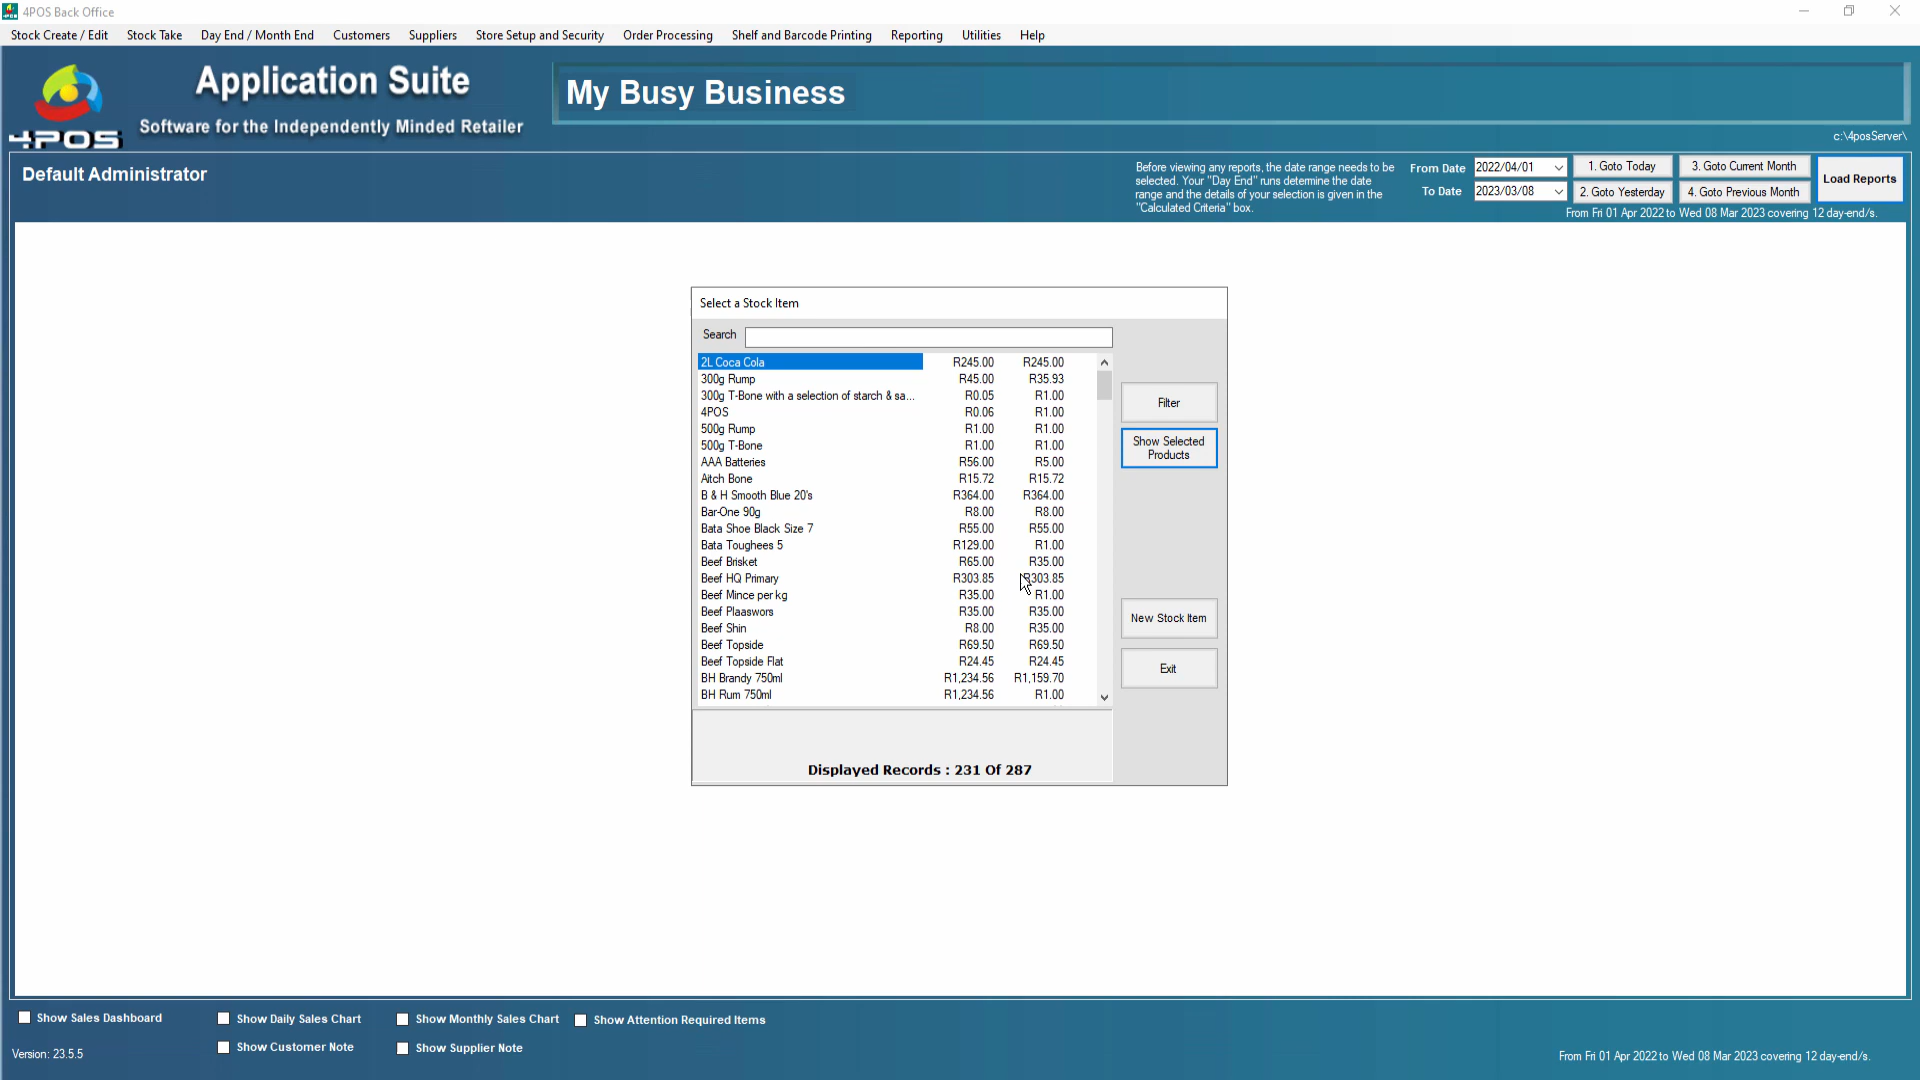 4POS Back Office
Stock Create / Edit Stock Take Day End / Month End Customers Suppliers Store Setup and Security Order Processing Shelf and Barcode Printing Reporting Utilities Help
4POS
Application Suite
Software for the Independently Minded Retailer
My Busy Business
c:\4posServer\
Default Administrator
Before viewing any reports, the date range needs to be
selected. Your "Day End" runs determine the date
range and the details of your selection is given in the
"Calculated Criteria" box.
From Date 2022/04/01 1. Goto Today 3. Goto Current Month
To Date 2023/03/08 2. Goto Yesterday 4. Goto Previous Month
Load Reports
From Fri 01 Apr 2022 to Wed 08 Mar 2023 covering 12 day-end/s.
Select a Stock Item
Search
2L Coca Cola R245.00 R245.00
300g Rump R45.00 R35.93
300g T-Bone with a selection of starch & sa... R0.05 R1.00
4POS R0.06 R1.00
500g Rump R1.00 R1.00
500g T-Bone R1.00 R1.00
AAA Batteries R56.00 R5.00
Aitch Bone R15.72 R15.72
B & H Smooth Blue 20's R364.00 R364.00
Bar-One 90g R8.00 R8.00
Bata Shoe Black Size 7 R55.00 R55.00
Bata Toughees 5 R129.00 R1.00
Beef Brisket R65.00 R35.00
Beef HQ Primary R303.85 R303.85
Beef Mince per kg R35.00 R1.00
Beef Plaaswors R35.00 R35.00
Beef Shin R8.00 R35.00
Beef Topside R69.50 R69.50
Beef Topside Flat R24.45 R24.45
BH Brandy 750ml R1,234.56 R1,159.70
BH Rum 750ml R1,234.56 R1.00
Filter
Show Selected
Products
New Stock Item
Exit
Displayed Records : 231 Of 287
Show Sales Dashboard Show Daily Sales Chart Show Monthly Sales Chart Show Attention Required Items
Show Customer Note Show Supplier Note
Version: 23.5.5
From Fri 01 Apr 2022 to Wed 08 Mar 2023 covering 12 day-end/s.